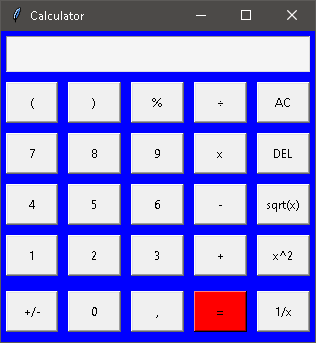 Calculator
( ) % ÷ AC
7 8 9 x DEL
4 5 6 - sqrt(x)
1 2 3 + x^2
+/- 0 , = 1/x